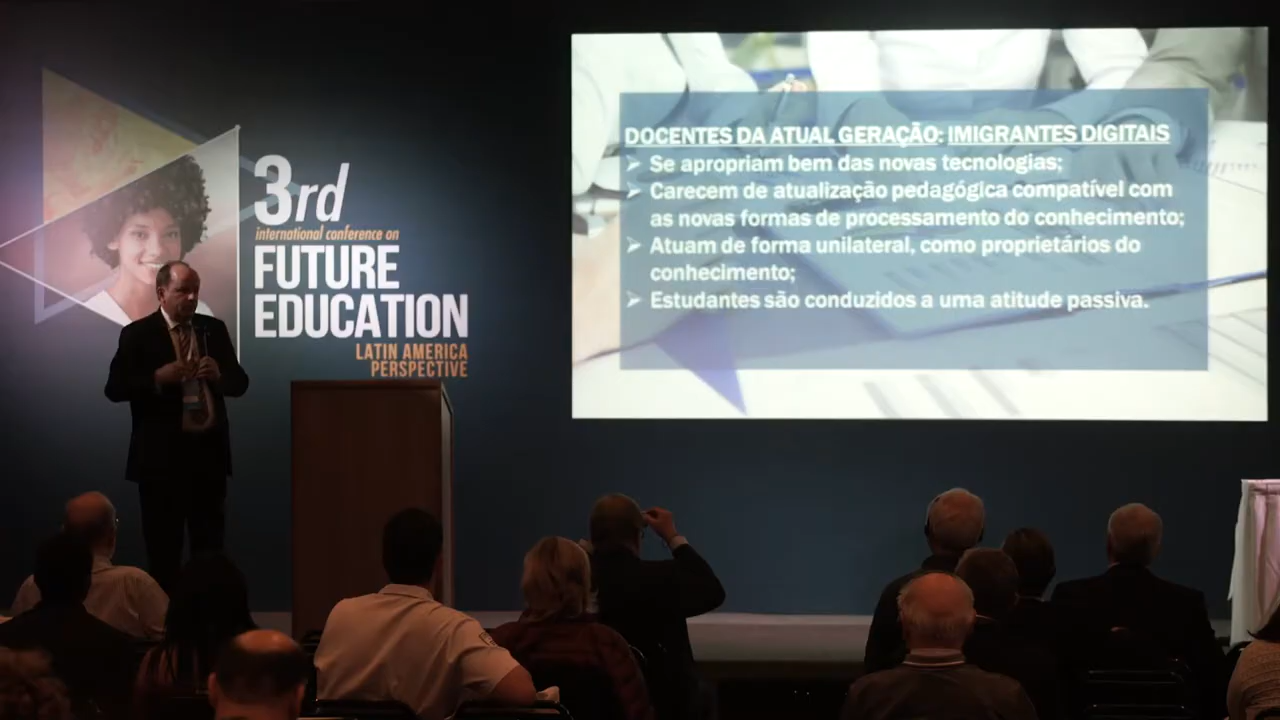 3rd
international conference on
FUTURE
EDUCATION
LATIN AMERICA
PERSPECTIVE
DOCENTES DA ATUAL GERAÇÃO: IMIGRANTES DIGITAIS
➢ Se apropriam bem das novas tecnologias;
➢ Carecem de atualização pedagógica compatível com
as novas formas de processamento do conhecimento;
➢ Atuam de forma unilateral, como proprietários do
conhecimento;
➢ Estudantes são conduzidos a uma atitude passiva.